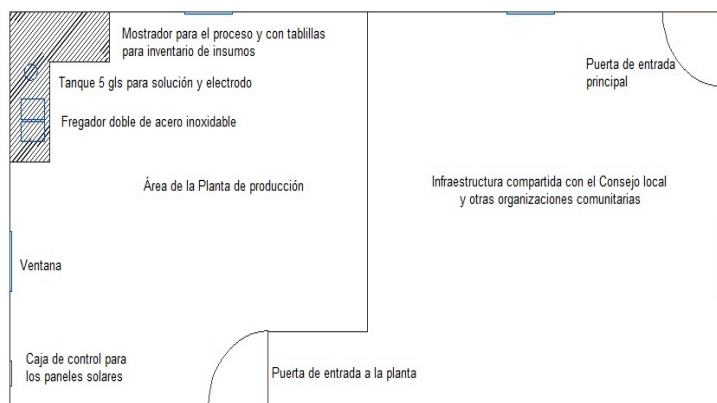 Mostrador para el proceso y con tablillas
para inventario de insumos
Puerta de entrada
principal
Tanque 5 gls para solución y electrodo
Fregador doble de acero inoxidable
Área de la Planta de producción
Infraestructura compartida con el Consejo local
y otras organizaciones comunitarias
Ventana
Caja de control para
los paneles solares
Puerta de entrada a la planta